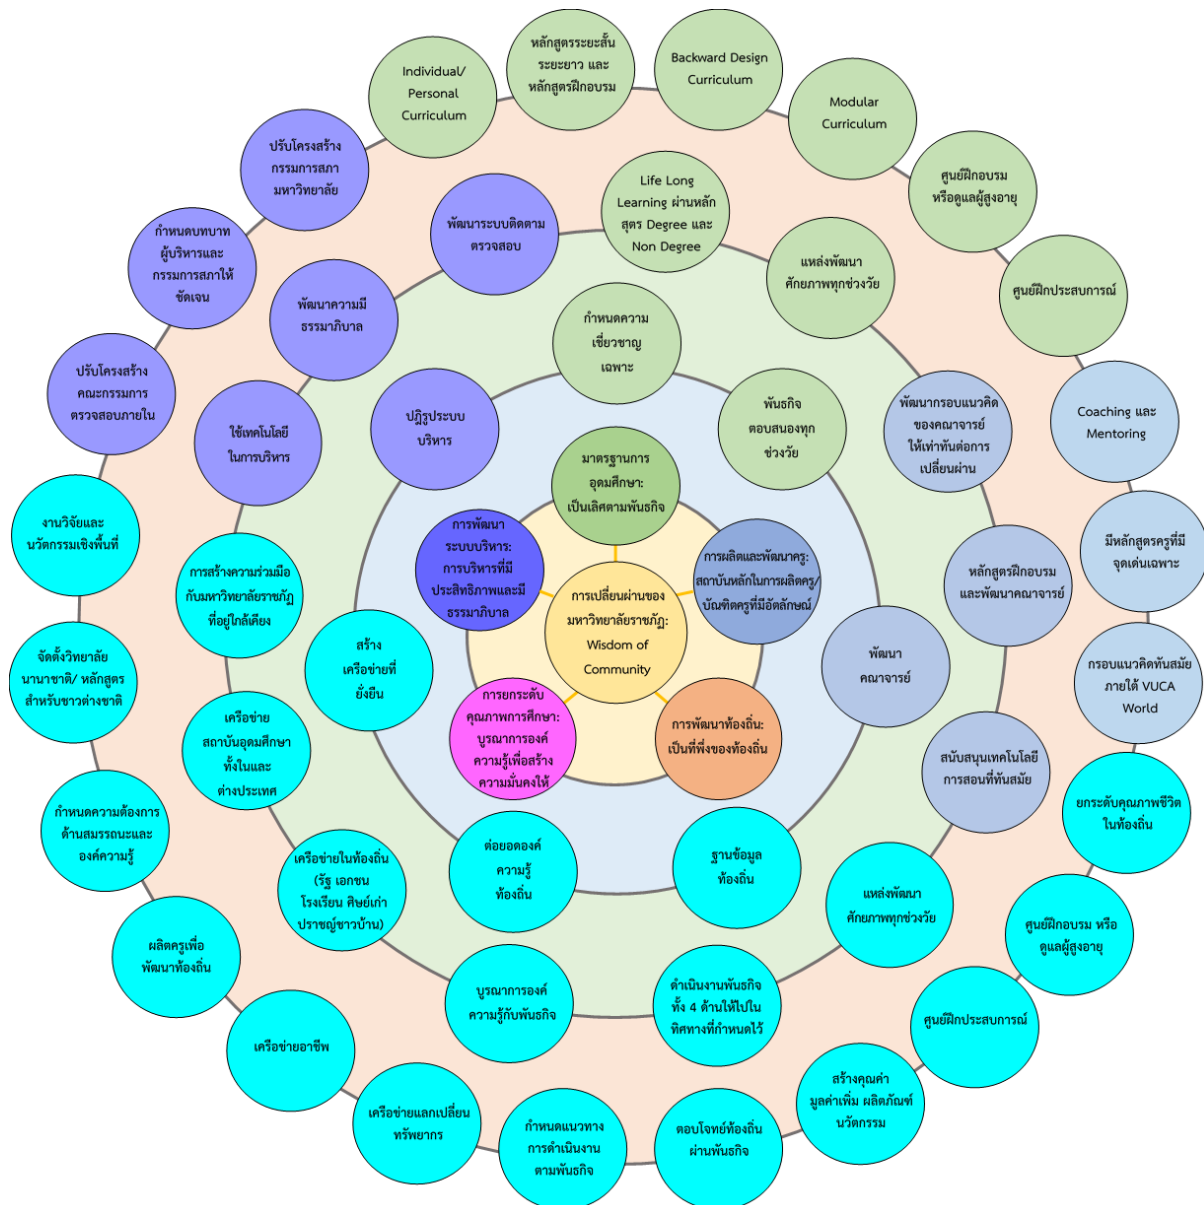 หลักสูตรระยะสั้น
ระยะยาว และ
หลักสูตรฝึกอบรม
Backward Design
Curriculum
Individual/
Personal
Curriculum
Modular
Curriculum
ปรับโครงสร้าง
กรรมการสภา
มหาวิทยาลัย
ศูนย์ฝึกอบรม
หรือดูแลผู้สูงอายุ
Life Long
Learning ผ่านหลัก
สูตร Degree และ
Non Degree
พัฒนาระบบติดตาม
ตรวจสอบ
กำหนดบทบาท
ผู้บริหารและ
กรรมการสภาให้
ชัดเจน
แหล่งพัฒนา
ศักยภาพทุกช่วงวัย
ศูนย์ฝึกประสบการณ์
พัฒนาความมี
ธรรมาภิบาล
กำหนดความ
เชี่ยวชาญ
เฉพาะ
ปรับโครงสร้าง
คณะกรรมการ
ตรวจสอบภายใน
พัฒนากรอบแนวคิด
ของคณาจารย์
ให้เท่าทันต่อการ
เปลี่ยนผ่าน
Coaching และ
Mentoring
ใช้เทคโนโลยี
ในการบริหาร
ปฎิรูประบบ
บริหาร
พันธกิจ
ตอบสนองทุก
ช่วงวัย
มาตรฐานการ
อุดมศึกษา:
เป็นเลิศตามพันธกิจ
งานวิจัยและ
นวัตกรรมเชิงพื้นที่
มีหลักสูตรครูที่มี
จุดเด่นเฉพาะ
การพัฒนา
ระบบบริหาร:
การบริหารที่มี
ประสิทธิภาพและมี
ธรรมาภิบาล
การผลิตและพัฒนาครู:
สถาบันหลักในการผลิตครู/
บัณฑิตครูที่มีอัตลักษณ์
การสร้างความร่วมมือ
กับมหาวิทยาลัยราชภัฏ
ที่อยู่ใกล้เคียง
หลักสูตรฝึกอบรม
และพัฒนาคณาจารย์
การเปลี่ยนผ่านของ
มหาวิทยาลัยราชภัฏ:
Wisdom of
Community
สร้าง
เครือข่ายที่
ยั่งยืน
พัฒนา
คณาจารย์
จัดตั้งวิทยาลัย
นานาชาติ/ หลักสูตร
สำหรับชาวต่างชาติ
กรอบแนวคิดทันสมัย
ภายใต้ VUCA
World
การยกระดับ
คุณภาพการศึกษา:
บูรณาการองค์
ความรู้เพื่อสร้าง
ความมั่นคงให้
การพัฒนาท้องถิ่น:
เป็นที่พึ่งของท้องถิ่น
เครือข่าย
สถาบันอุดมศึกษา
ทั้งในและ
ต่างประเทศ
สนับสนุนเทคโนโลยี
การสอนที่ทันสมัย
ยกระดับคุณภาพชีวิต
ในท้องถิ่น
กำหนดความต้องการ
ด้านสมรรถนะและ
องค์ความรู้
ต่อยอดองค์
ความรู้
ท้องถิ่น
ฐานข้อมูล
ท้องถิ่น
เครือข่ายในท้องถิ่น
(รัฐ เอกชน
โรงเรียน ศิษย์เก่า
ปราชญ์ชาวบ้าน)
แหล่งพัฒนา
ศักยภาพทุกช่วงวัย
ศูนย์ฝึกอบรม หรือ
ดูแลผู้สูงอายุ
ผลิตครูเพื่อ
พัฒนาท้องถิ่น
บูรณาการองค์
ความรู้กับพันธกิจ
ดำเนินงานพันธกิจ
ทั้ง 4 ด้านให้ไปใน
ทิศทางที่กำหนดไว้
ศูนย์ฝึกประสบการณ์
เครือข่ายอาชีพ
สร้างคุณค่า
มูลค่าเพิ่ม ผลิตภัณฑ์
นวัตกรรม
เครือข่ายแลกเปลี่ยน
ทรัพยากร
กำหนดแนวทาง
การดำเนินงาน
ตามพันธกิจ
ตอบโจทย์ท้องถิ่น
ผ่านพันธกิจ